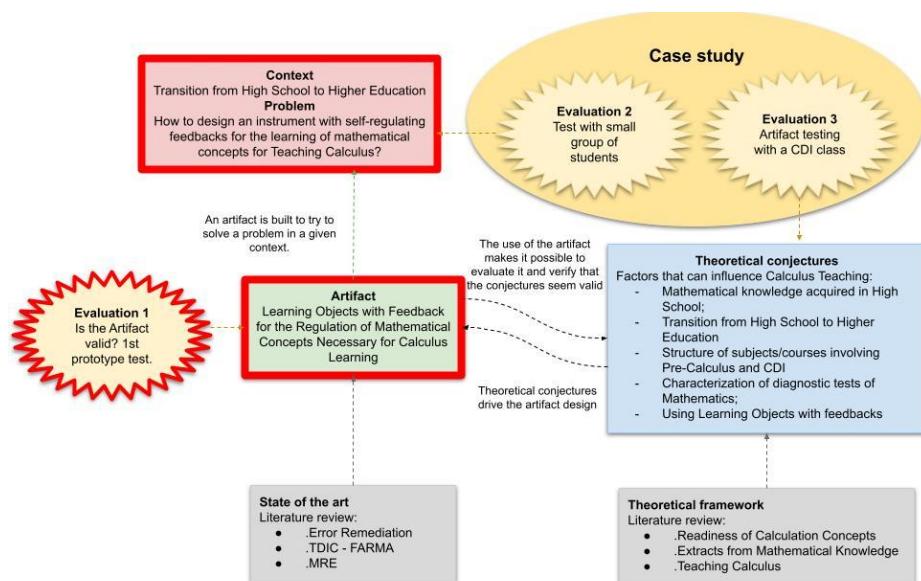 Case study
Context
Transition from High School to Higher Education
Problem
How to design an instrument with self-regulating
feedbacks for the learning of mathematical
concepts for Teaching Calculus?
Evaluation 2
Test with small
group of
students
Evaluation 3
Artifact testing
with a CDI class
An artifact is built to try to
solve a problem in a given
context.
The use of the artifact
makes it possible to
evaluate it and verify that
the conjectures seem valid
Evaluation 1
Is the Artifact
valid? 1st
prototype test.
Artifact
Learning Objects with Feedback
for the Regulation of Mathematical
Concepts Necessary for Calculus
Learning
Theoretical conjectures
drive the artifact design
Theoretical conjectures
Factors that can influence Calculus Teaching:
- Mathematical knowledge acquired in High
School;
- Transition from High School to Higher
Education
- Structure of subjects/courses involving
Pre-Calculus and CDI
- Characterization of diagnostic tests of
Mathematics;
- Using Learning Objects with feedbacks
State of the art
Literature review:
● .Error Remediation
● .TDIC - FARMA
● .MRE
Theoretical framework
Literature review:
● .Readiness of Calculation Concepts
● .Extracts from Mathematical Knowledge
● .Teaching Calculus